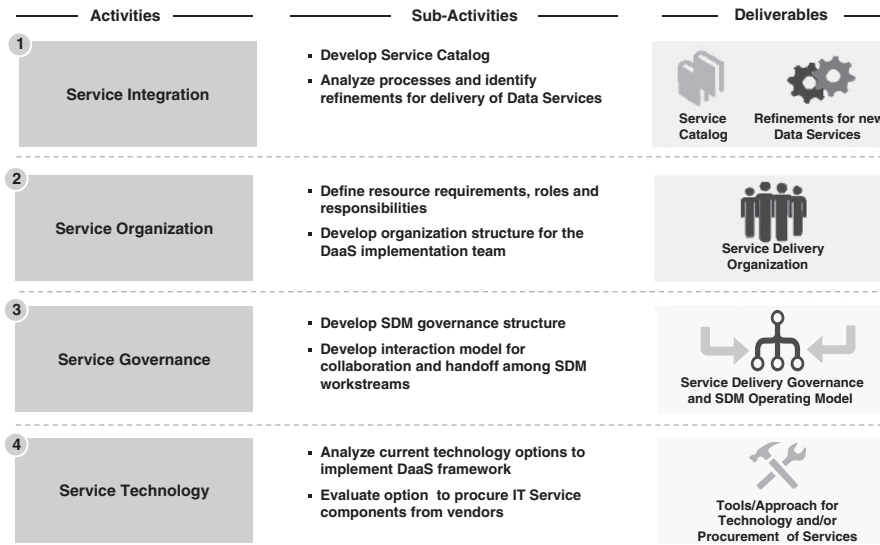 Activities
Sub-Activities
Deliverables
1
Service Integration
▪ Develop Service Catalog
▪ Analyze processes and identify
refinements for delivery of Data Services
Service
Catalog
Refinements for new
Data Services
2
Service Organization
▪ Define resource requirements, roles and
responsibilities
▪ Develop organization structure for the
DaaS implementation team
Service Delivery
Organization
3
Service Governance
▪ Develop SDM governance structure
▪ Develop interaction model for
collaboration and handoff among SDM
workstreams
Service Delivery Governance
and SDM Operating Model
4
Service Technology
▪ Analyze current technology options to
implement DaaS framework
▪ Evaluate option to procure IT Service
components from vendors
Tools/Approach for
Technology and/or
Procurement of Services